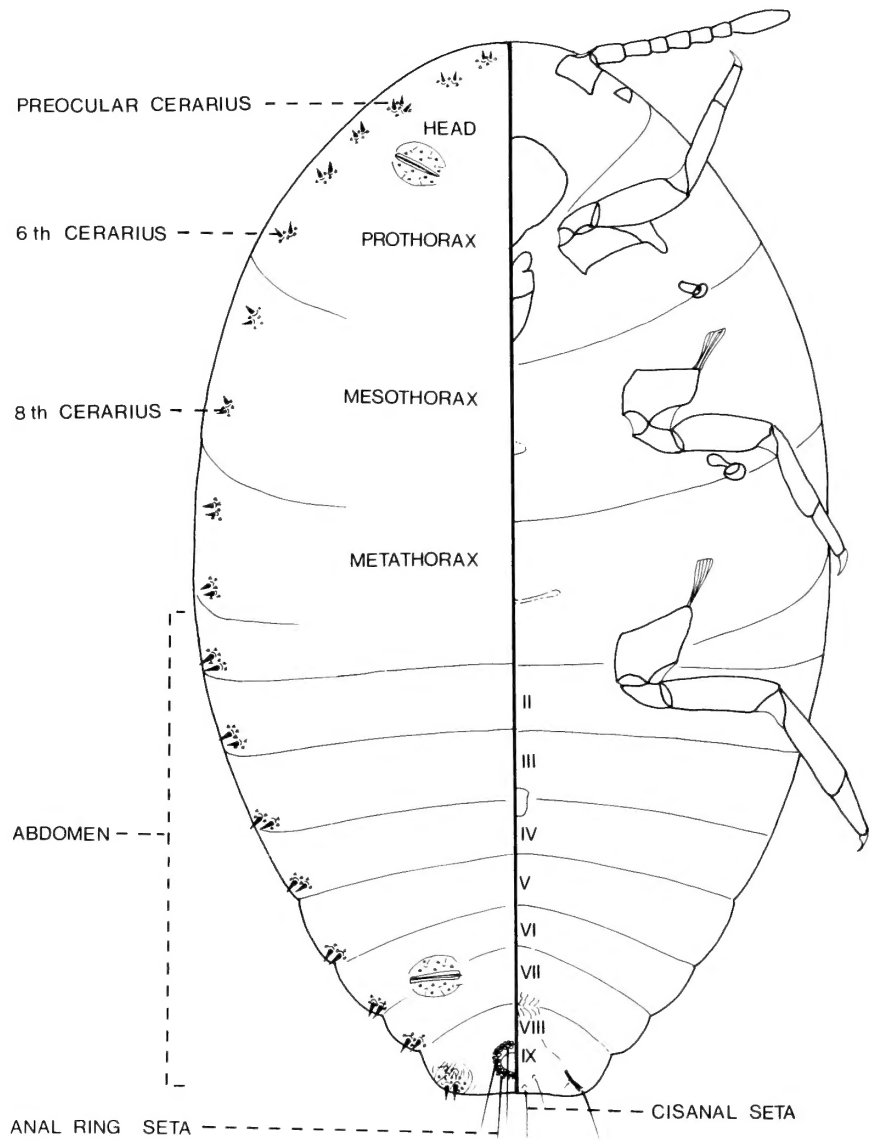 PREOCULAR CERARIUS
HEAD
6 th CERARIUS
PROTHORAX
8 th CERARIUS
MESOTHORAX
METATHORAX
II
III
ABDOMEN
IV
V
VI
VII
VIII
IX
CISANAL SETA
ANAL RING SETA